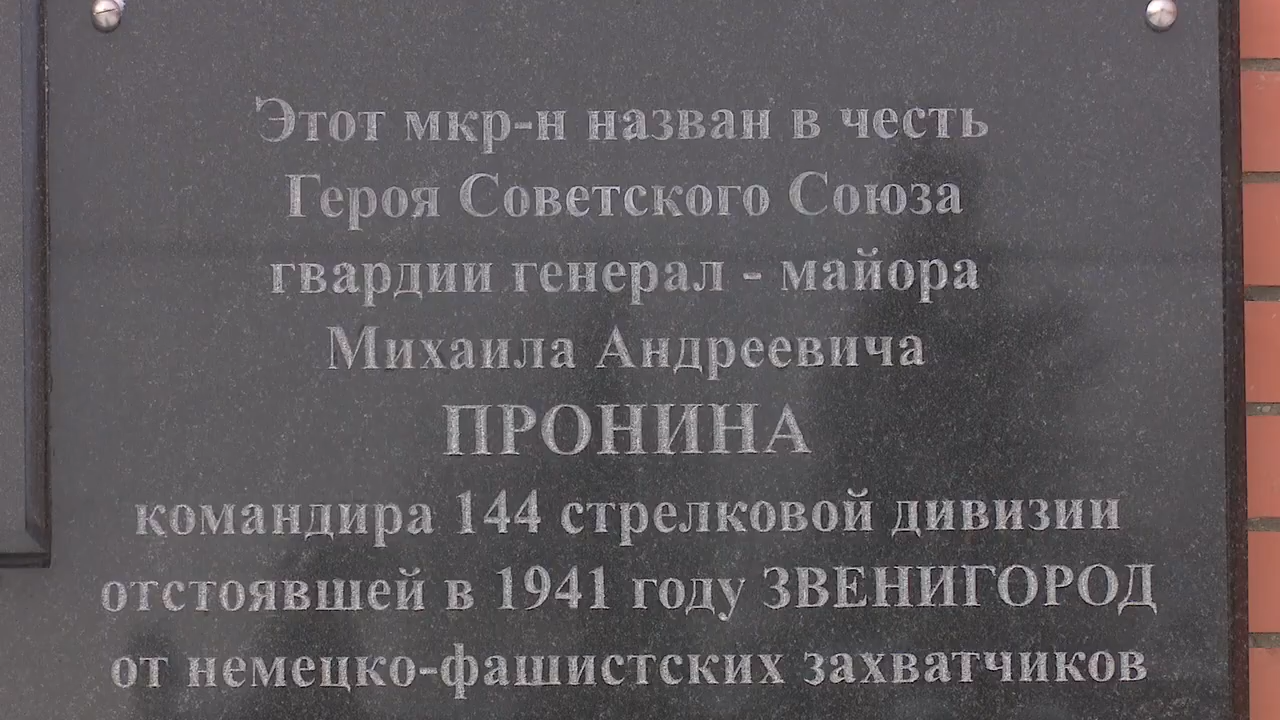 Этот мкр-н назван в честь
Героя Советского Союза
гвардии генерал - майора
Михаила Андреевича
ПРОНИНА
командира 144 стрелковой дивизии
отстоявшей в 1941 году ЗВЕНИГОРОД
от немецко-фашистских захватчиков